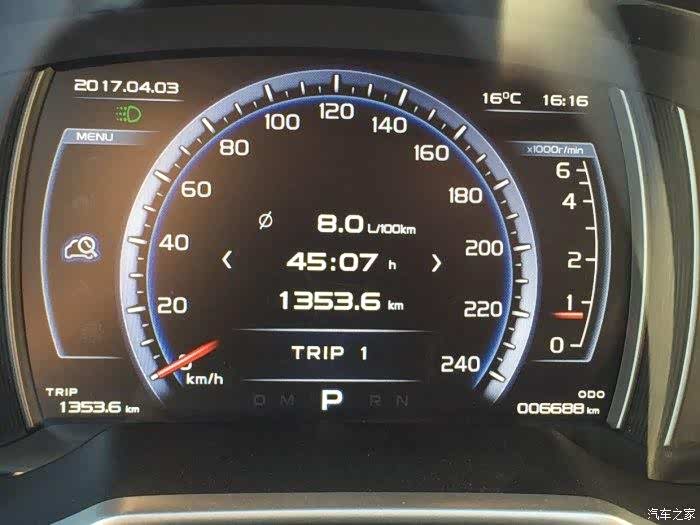 2017.04.03
16°C 16:16
MENU
x1000r/min
0 20 40 60 80 100 120 140 160 180 200 220 240
km/h
6
4
2
1
0
Ø 8.0 L/100km
< 45:07 h >
1353.6 km
TRIP 1
TRIP
1353.6 km
D M P R N
ODO
006688 km
汽车之家